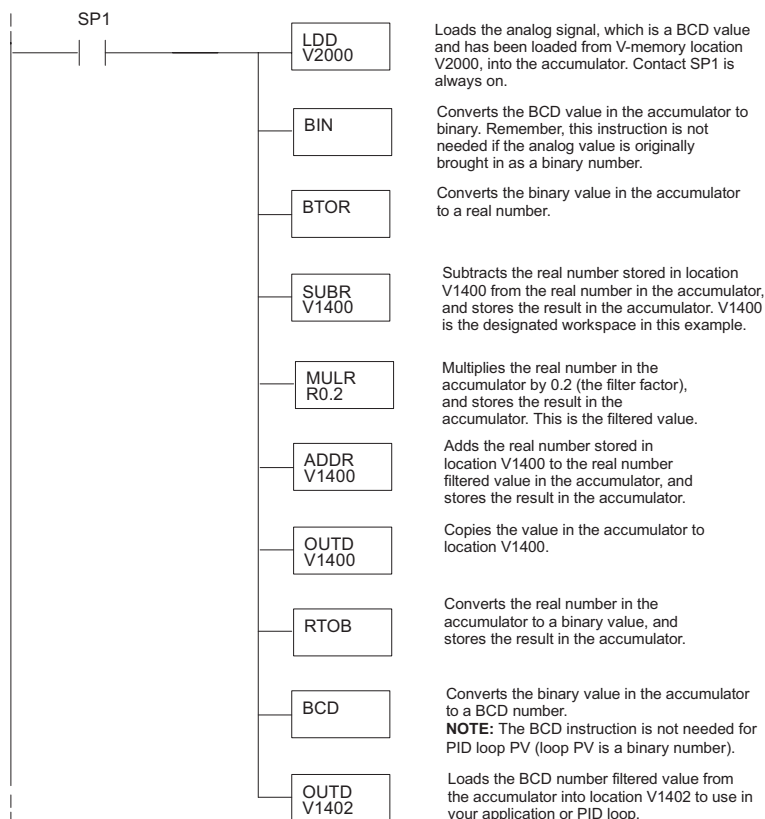 SP1
LDD
V2000
Loads the analog signal, which is a BCD value
and has been loaded from V-memory location
V2000, into the accumulator. Contact SP1 is
always on.
BIN
Converts the BCD value in the accumulator to
binary. Remember, this instruction is not
needed if the analog value is originally
brought in as a binary number.
BTOR
Converts the binary value in the accumulator
to a real number.
SUBR
V1400
Subtracts the real number stored in location
V1400 from the real number in the accumulator,
and stores the result in the accumulator. V1400
is the designated workspace in this example.
MULR
R0.2
Multiplies the real number in the
accumulator by 0.2 (the filter factor),
and stores the result in the
accumulator. This is the filtered value.
ADDR
V1400
Adds the real number stored in
location V1400 to the real number
filtered value in the accumulator, and
stores the result in the accumulator.
OUTD
V1400
Copies the value in the accumulator to
location V1400.
RTOB
Converts the real number in the
accumulator to a binary value, and
stores the result in the accumulator.
BCD
Converts the binary value in the accumulator
to a BCD number.
NOTE: The BCD instruction is not needed for
PID loop PV (loop PV is a binary number).
OUTD
V1402
Loads the BCD number filtered value from
the accumulator into location V1402 to use in
your application or PID loop.